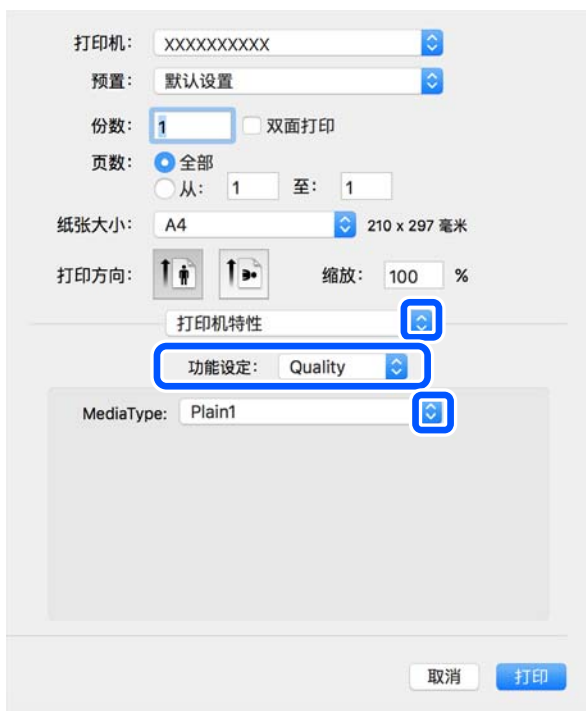 打印机: XXXXXXXXXX
预置: 默认设置
份数: 1 双面打印
页数: 全部
从: 1 至: 1
纸张大小: A4 210 x 297 毫米
打印方向: 缩放: 100 %
打印机特性
功能设定: Quality
MediaType: Plain1
取消 打印